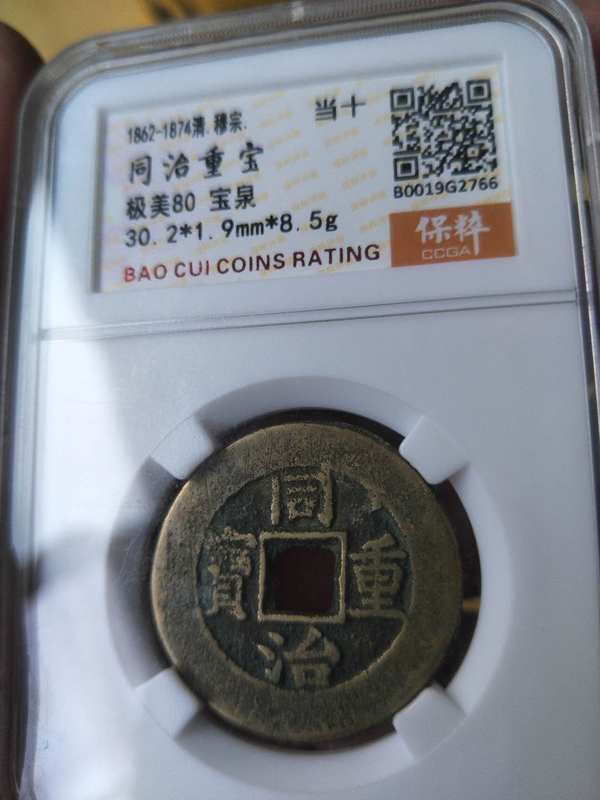 1862-1874清.穆宗.
当十
同治重宝
极美80 宝泉
30.2*1.9mm*8.5g
BAO CUI COINS RATING
B0019G2766
保粹
CCGA
同
寶 重
治